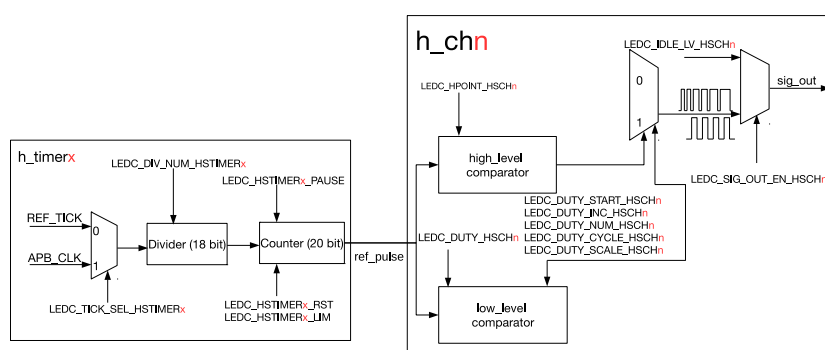 h_chn
LEDC_IDLE_LV_HSCHn
sig_out
0
1
LEDC_HPOINT_HSCHn
h_timerx
LEDC_DIV_NUM_HSTIMERx
LEDC_HSTIMERx_PAUSE
high_level
comparator
LEDC_SIG_OUT_EN_HSCHn
REF_TICK
0
APB_CLK
1
Divider (18 bit)
Counter (20 bit)
ref_pulse
LEDC_DUTY_START_HSCHn
LEDC_DUTY_INC_HSCHn
LEDC_DUTY_NUM_HSCHn
LEDC_DUTY_CYCLE_HSCHn
LEDC_DUTY_SCALE_HSCHn
LEDC_DUTY_HSCHn
LEDC_TICK_SEL_HSTIMERx
LEDC_HSTIMERx_RST
LEDC_HSTIMERx_LIM
low_level
comparator